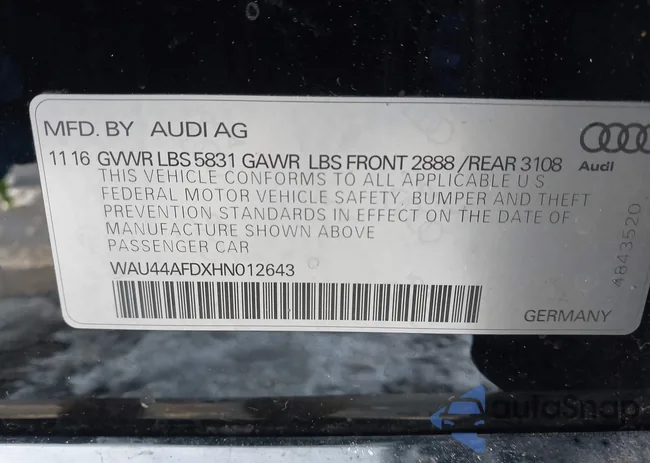 MFD. BY AUDI AG
11 16 GVWR LBS 5831 GAWR LBS FRONT 2888 /REAR 3108
Audi
THIS VEHICLE CONFORMS TO ALL APPLICABLE U S
FEDERAL MOTOR VEHICLE SAFETY, BUMPER AND THEFT
PREVENTION STANDARDS IN EFFECT ON THE DATE OF
MANUFACTURE SHOWN ABOVE
PASSENGER CAR
WAU44AFDXHN012643
4843520
GERMANY
autoSnap